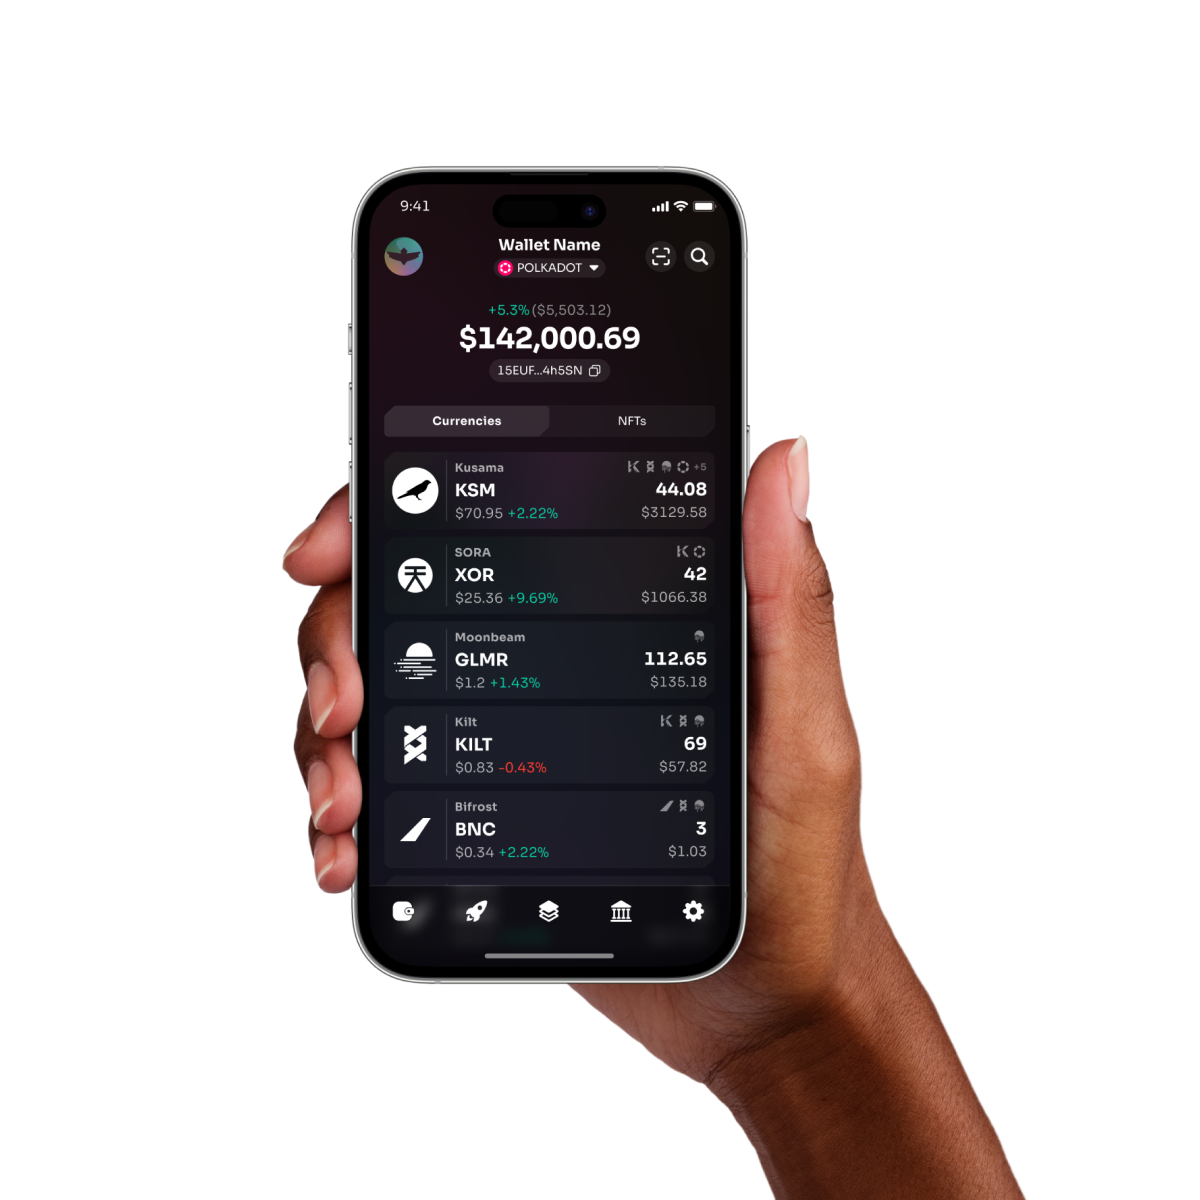 9:41
Wallet Name
POLKADOT
+5.3% ($5,503.12)
$142,000.69
15EUF...4h5SN
Currencies NFTs
Kusama +5
KSM 44.08
$70.95 +2.22% $3129.58
SORA
XOR 42
$25.36 +9.69% $1066.38
Moonbeam
GLMR 112.65
$1.2 +1.43% $135.18
Kilt
KILT 69
$0.83 -0.43% $57.82
Bifrost
BNC 3
$0.34 +2.22% $1.03